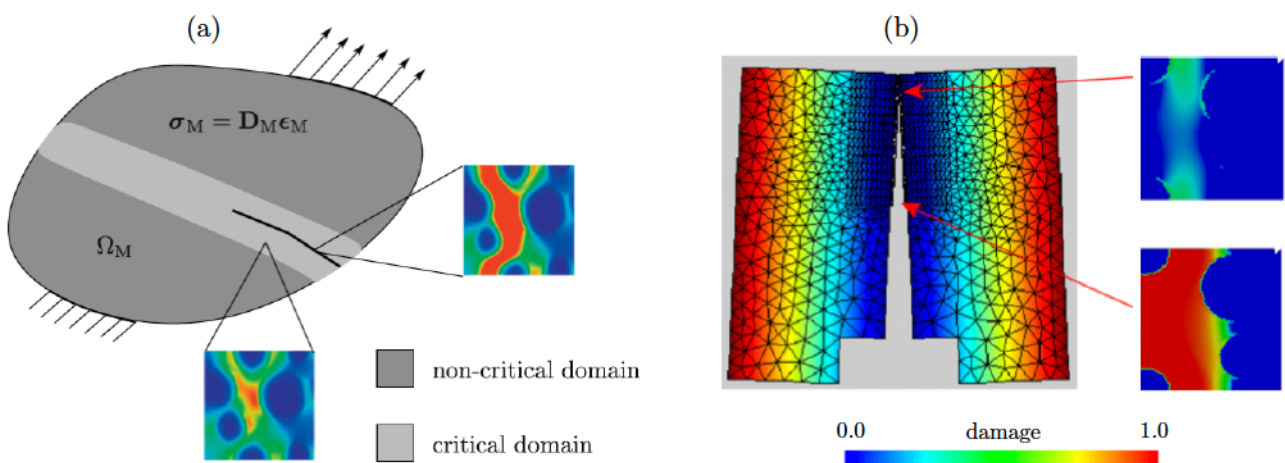 (a)
σ_M = D_M ϵ_M
Ω_M
non-critical domain
critical domain
(b)
0.0 damage 1.0